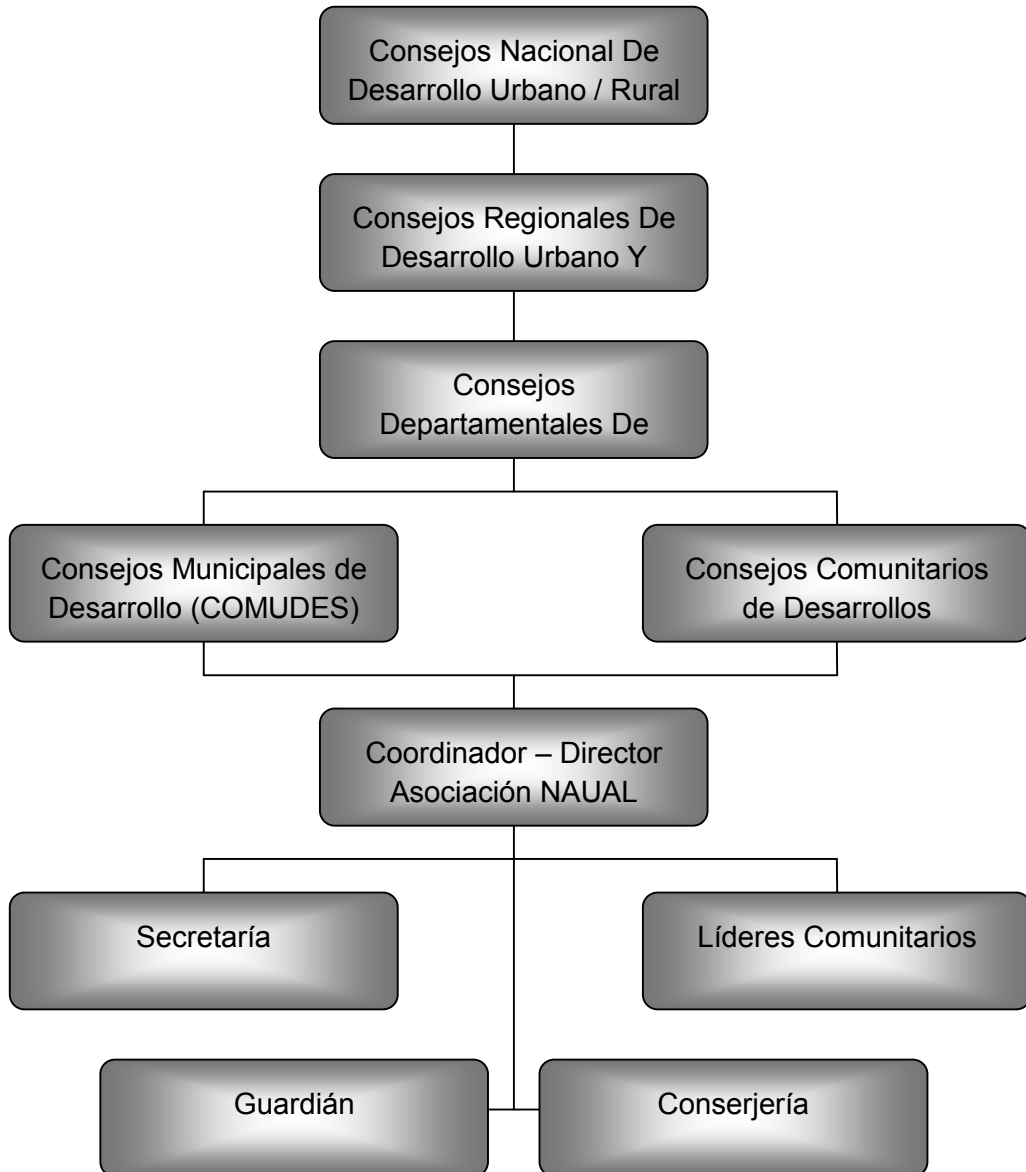 Consejos Nacional De
Desarrollo Urbano / Rural
Consejos Regionales De
Desarrollo Urbano Y
Consejos
Departamentales De
Consejos Municipales de
Desarrollo (COMUDES)
Consejos Comunitarios
de Desarrollos
Coordinador – Director
Asociación NAUAL
Secretaría
Líderes Comunitarios
Guardián
Conserjería